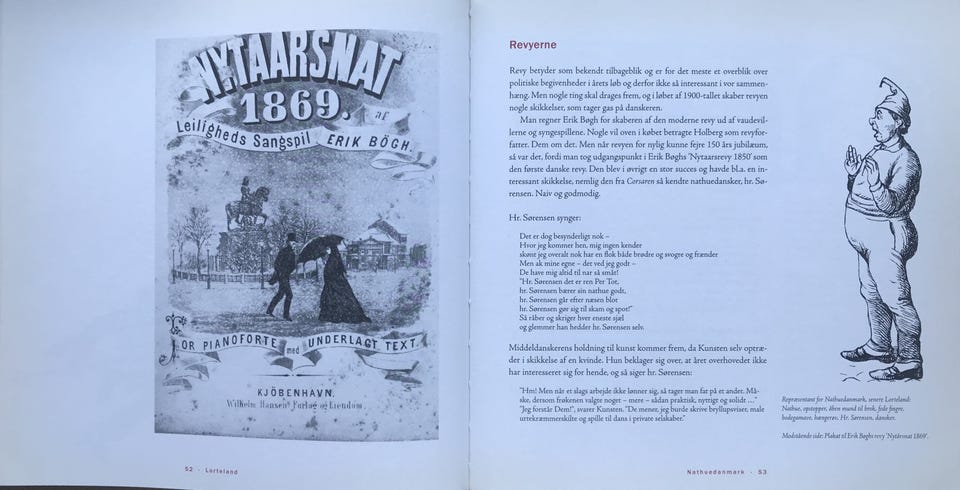 NYTAARSNAT
1869.
af
Leiligheds Sangspil ERIK BÖGH.
FOR PIANOFORTE med UNDERLAGT TEXT.
KJÖBENHAVN.
Wilhelm Hansens Forlag og Eiendom.
52 · Lorteland
Revyerne
Revy betyder som bekendt tilbageblik og er for det meste et overblik over
politiske begivenheder i årets løb og derfor ikke så interessant i vor sammen-
hæng. Men nogle ting skal drages frem, og i løbet af 1900-tallet skaber revyen
nogle skikkelser, som tager gas på danskeren.
Man regner Erik Bøgh for skaberen af den moderne revy ud af vaudevil-
lerne og syngespillene. Nogle vil oven i købet betragte Holberg som revyfor-
fatter. Dem om det. Men når revyen for nylig kunne fejre 150 års jubilæum,
så var det, fordi man tog udgangspunkt i Erik Bøghs ’Nytaarsrevy 1850’ som
den første danske revy. Den blev i øvrigt en stor succes og havde bl.a. en in-
teressant skikkelse, nemlig den fra Corsaren så kendte nathuedansker, hr. Sø-
rensen. Naiv og godmodig.
Hr. Sørensen synger:
Det er dog besynderligt nok –
Hvor jeg kommer hen, mig ingen kender
skønt jeg overalt nok har en flok både brødre og svogre og frænder
Men ak mine egne – det ved jeg godt –
De have mig altid til nar så småt!
"Hr. Sørensen det er ren Per Tot,
hr. Sørensen bærer sin nathue godt,
hr. Sørensen går efter næsen blot
hr. Sørensen gør sig til skam og spot!"
Så råber og skriger hver eneste sjæl
og glemmer han hedder hr. Sørensen selv.
Middeldanskerens holdning til kunst kommer frem, da Kunsten selv optræ-
der i skikkelse af en kvinde. Hun beklager sig over, at året overhovedet ikke
har interesseret sig for hende, og så siger hr. Sørensen:
"Hm! Men når et slags arbejde ikke lønner sig, så tager man fat på et andet. Må-
ske, dersom frøkenen valgte noget – mere – sådan praktisk, nyttigt og solidt ..."
"Jeg forstår Dem!", svarer Kunsten. "De mener, jeg burde skrive bryllupsviser, male
urtekræmmerskilte og spille til dans i private selskaber."
Repræsentant for Nathuedanmark, senere Lorteland:
Nathue, opstopper, åben mund til brok, fede fingre,
bodegamave, hængerøv. Hr. Sørensen, dansker.
Modstående side: Plakat til Erik Bøghs revy ’Nytårsnat 1869’.
Nathuedanmark · 53